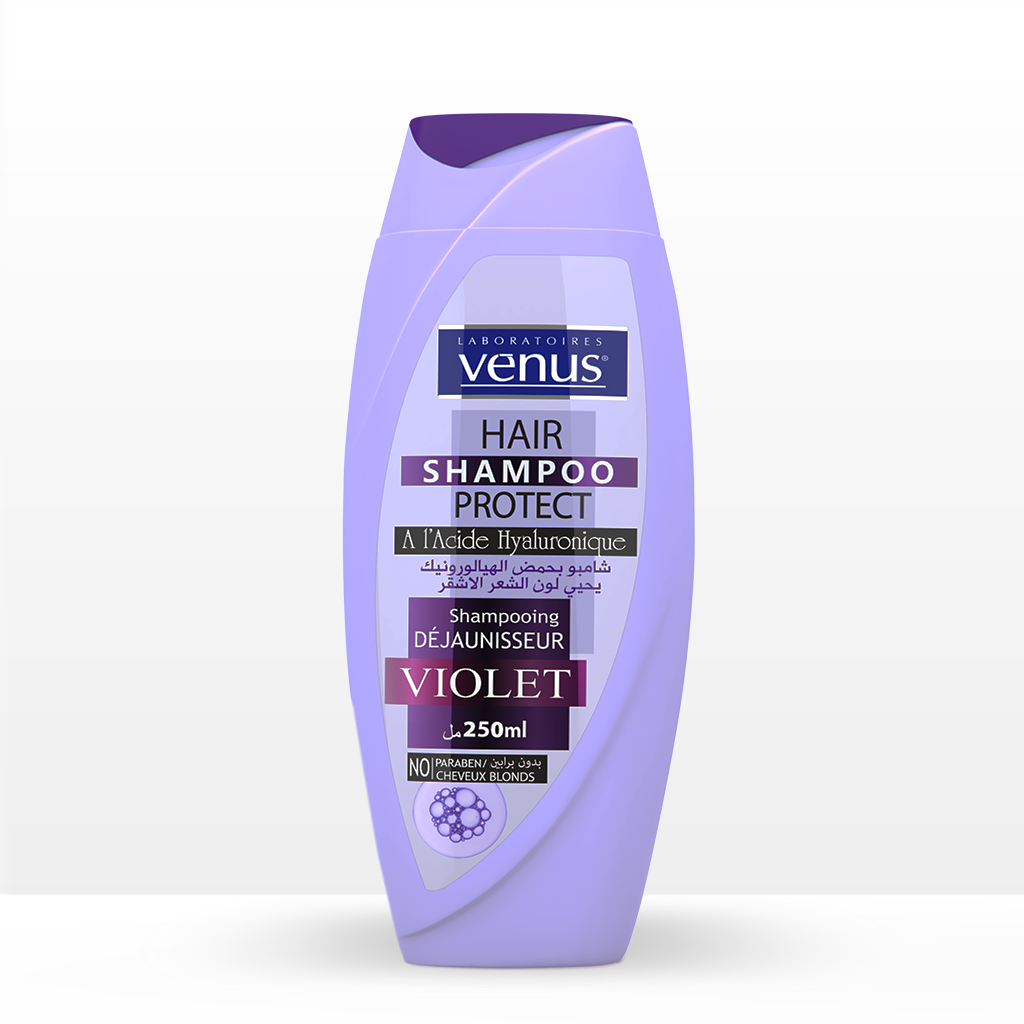 LABORATOIRES
vēnus®
HAIR
SHAMPOO
PROTECT
A l'Acide Hyaluronique
شامبو بحمض الهيالورونيك
يحيي لون الشعر الاشقر
Shampooing
DÉJAUNISSEUR
VIOLET
250ml مل
NO PARABEN/ بدون برابين
CHEVEUX BLONDS